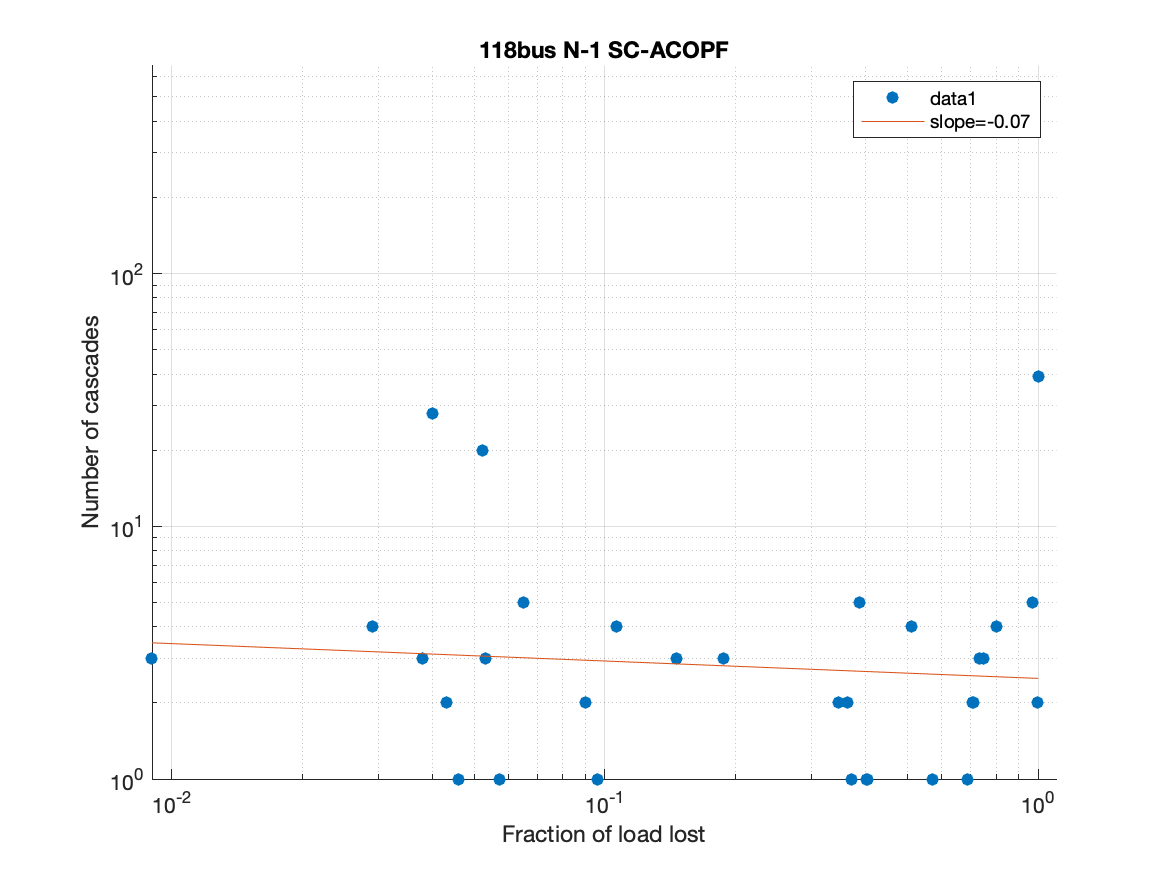 118bus N-1 SC-ACOPF
data1
slope=-0.07
Number of cascades
10^2
10^1
10^0
10^-2
10^-1
10^0
Fraction of load lost